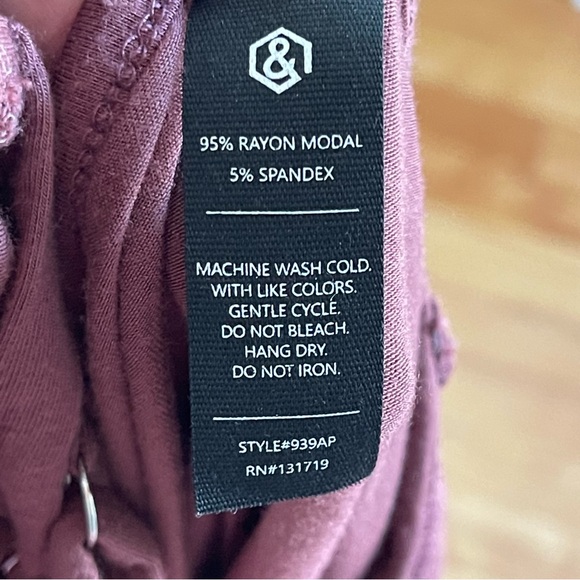 &
95% RAYON MODAL
5% SPANDEX
MACHINE WASH COLD.
WITH LIKE COLORS.
GENTLE CYCLE.
DO NOT BLEACH.
HANG DRY.
DO NOT IRON.
STYLE#939AP
RN#131719